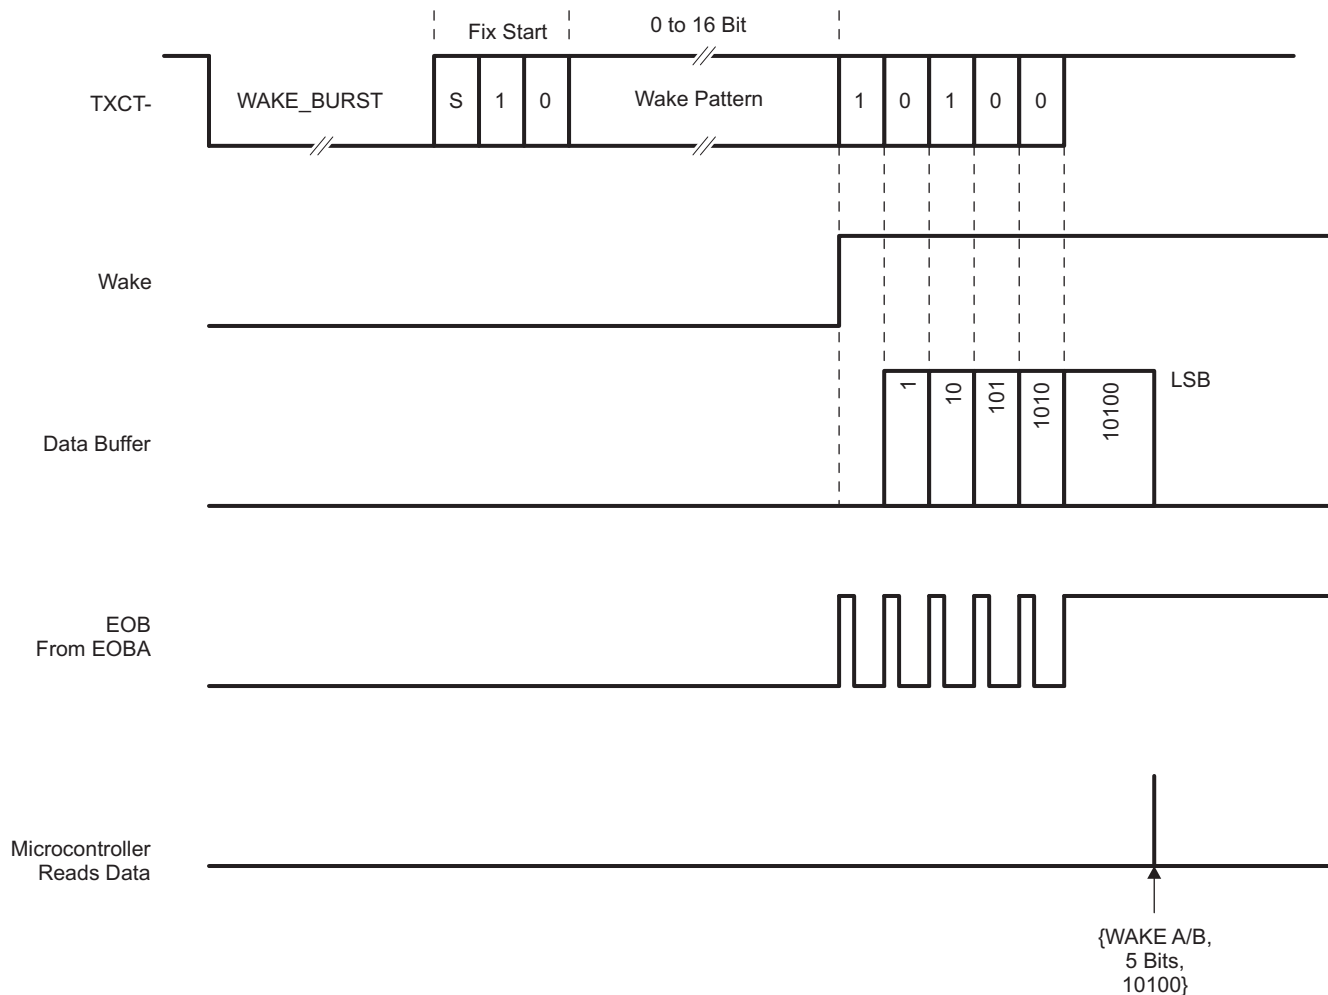 Fix Start
0 to 16 Bit
TXCT-
WAKE_BURST
S
1
0
Wake Pattern
1
0
1
0
0
Wake
Data Buffer
1
10
101
1010
10100
LSB
EOB
From EOBA
Microcontroller
Reads Data
{WAKE A/B,
5 Bits,
10100}